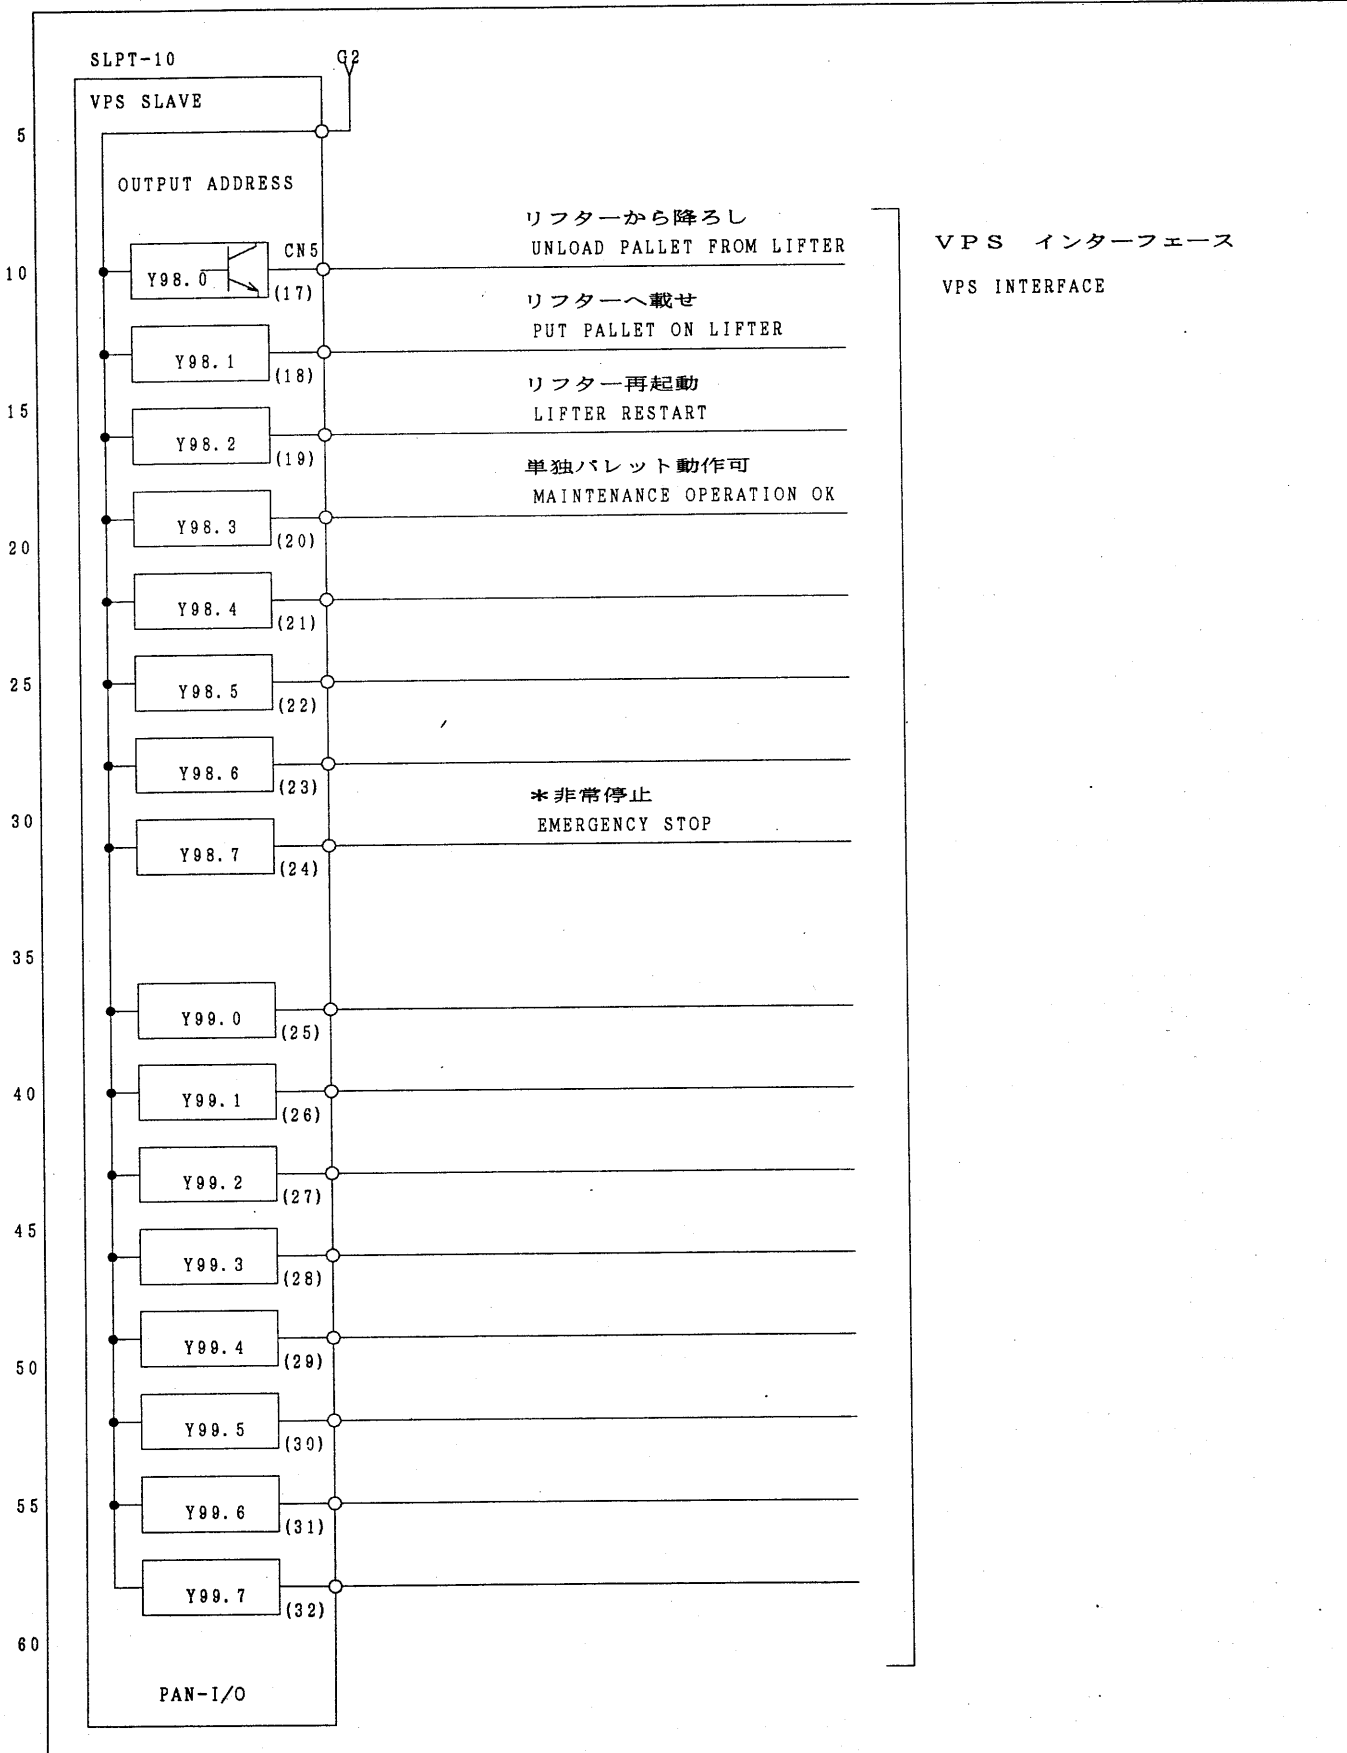 SLPT-10
G2
VPS SLAVE
5
OUTPUT ADDRESS
リフターから降ろし
UNLOAD PALLET FROM LIFTER
VPS インターフェース
VPS INTERFACE
CN5
10
Y98.0
(17)
リフターへ載せ
PUT PALLET ON LIFTER
Y98.1
(18)
リフター再起動
LIFTER RESTART
15
Y98.2
(19)
単独パレット動作可
MAINTENANCE OPERATION OK
Y98.3
(20)
20
Y98.4
(21)
25
Y98.5
(22)
Y98.6
(23)
*非常停止
EMERGENCY STOP
30
Y98.7
(24)
35
Y99.0
(25)
40
Y99.1
(26)
Y99.2
(27)
45
Y99.3
(28)
Y99.4
(29)
50
Y99.5
(30)
55
Y99.6
(31)
Y99.7
(32)
60
PAN-I/O